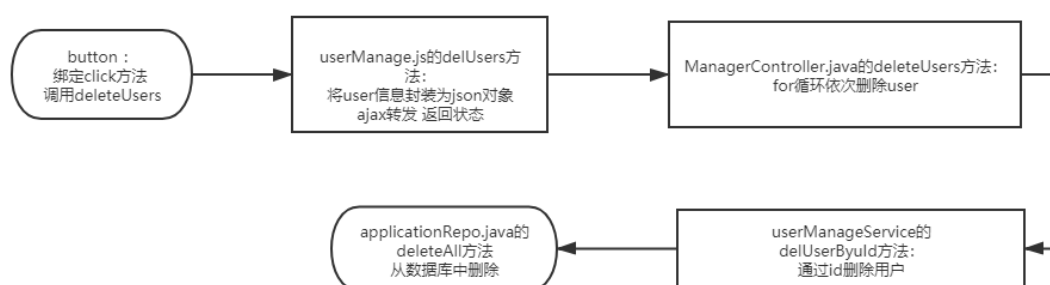 button：
绑定click方法
调用deleteUsers
userManage.js的delUsers方
法：
将user信息封装为json对象
ajax转发 返回状态
ManagerController.java的deleteUsers方法：
for循环依次删除user
userManageService的
delUserByuId方法：
通过id删除用户
applicationRepo.java的
deleteAll方法
从数据库中删除